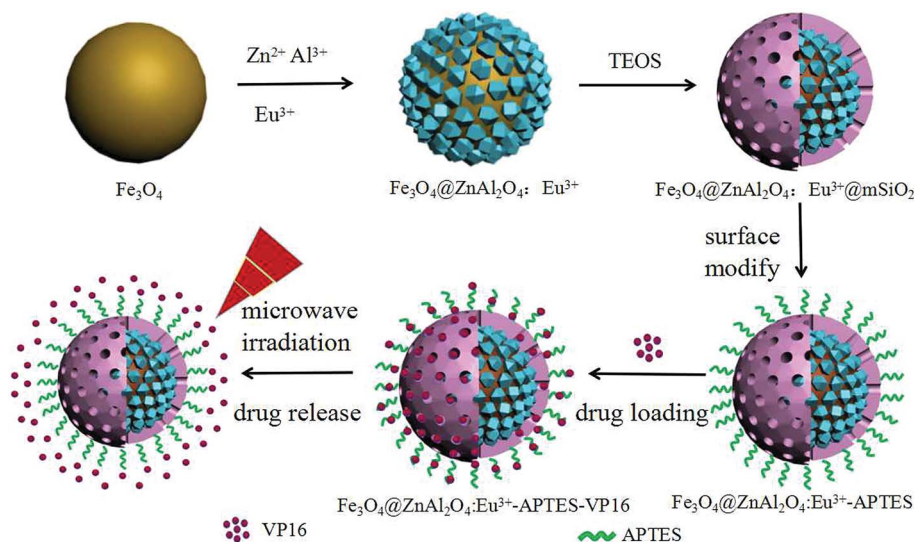 Zn²⁺ Al³⁺
Eu³⁺
TEOS
Fe₃O₄
Fe₃O₄@ZnAl₂O₄: Eu³⁺
Fe₃O₄@ZnAl₂O₄: Eu³⁺@mSiO₂
surface
modify
microwave
irradiation
drug release
drug loading
Fe₃O₄@ZnAl₂O₄:Eu³⁺-APTES-VP16
Fe₃O₄@ZnAl₂O₄:Eu³⁺-APTES
VP16
APTES